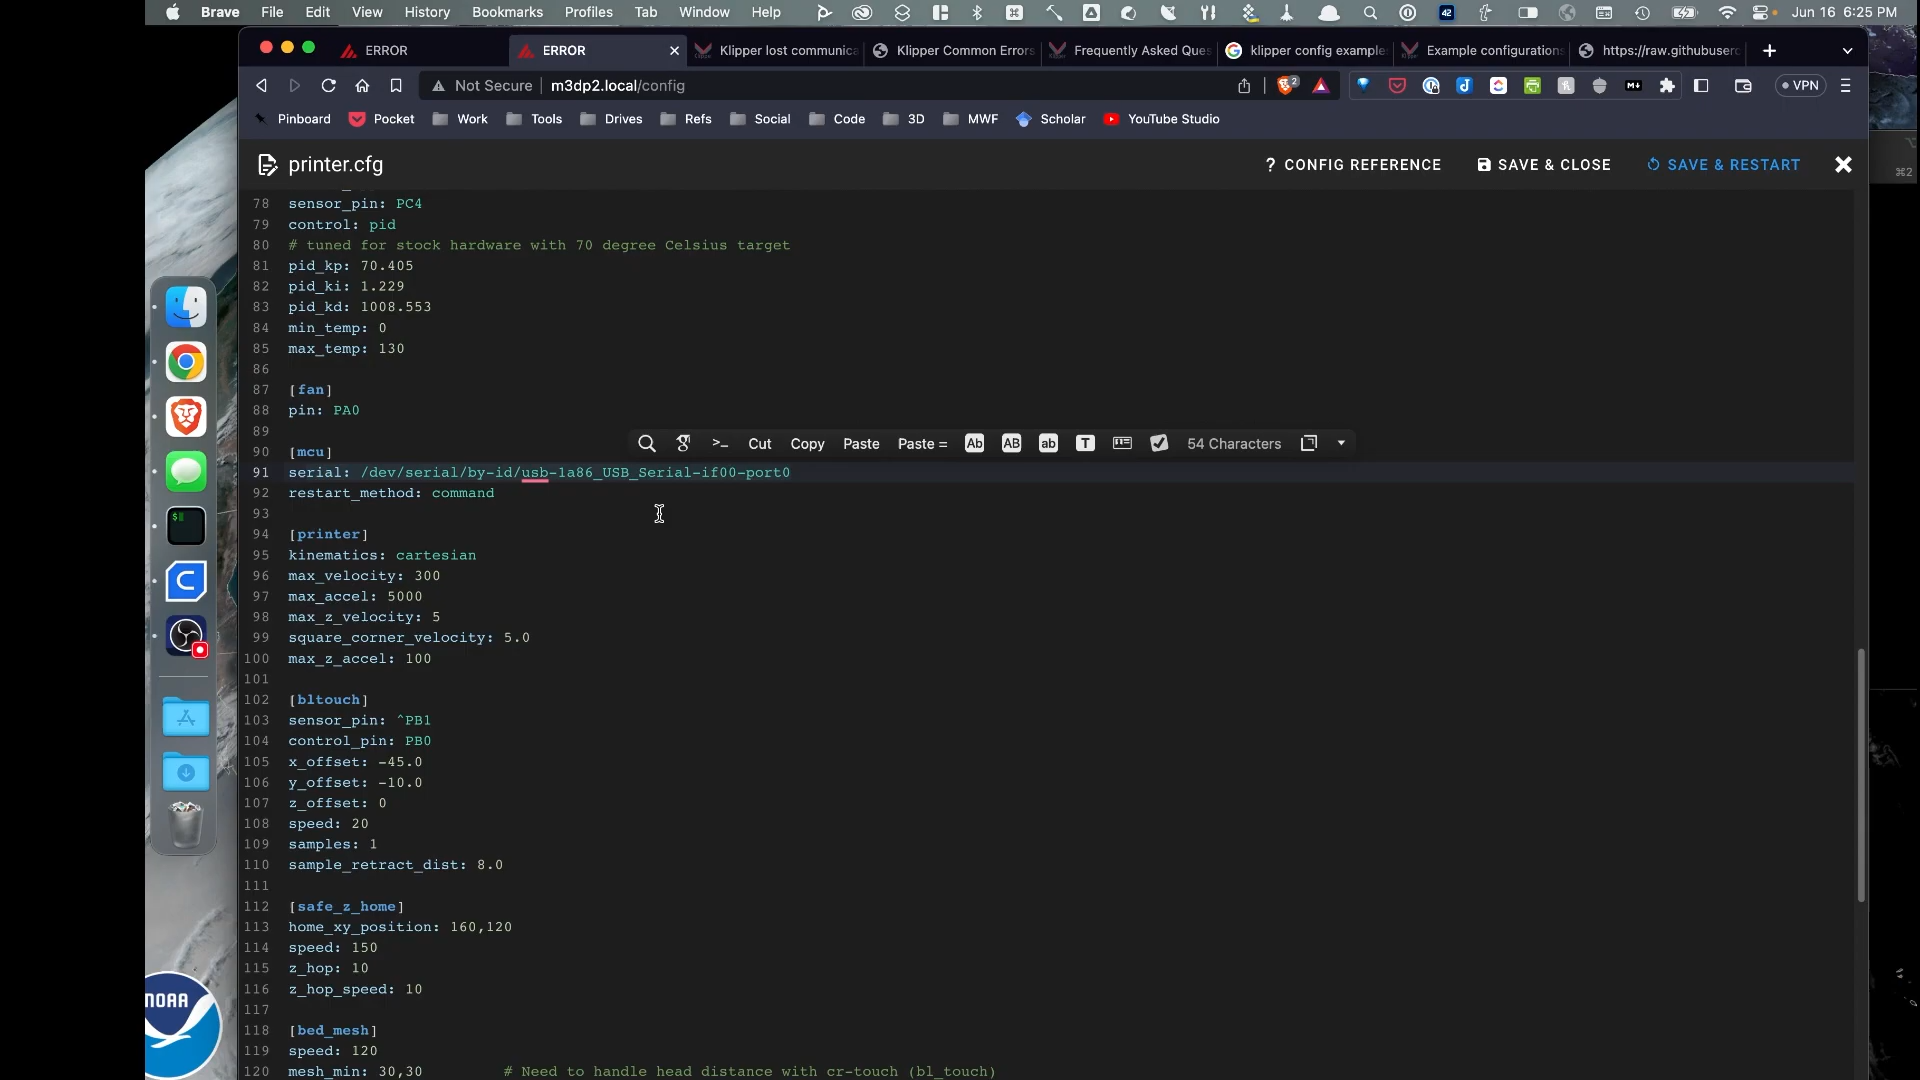 Brave File Edit View History Bookmarks Profiles Tab Window Help 42 Jun 16 6:25 PM
ERROR ERROR Klipper lost communica Klipper Common Errors Frequently Asked Ques klipper config example Example configurations https://raw.githubuserc
Not Secure m3dp2.local/config 2 VPN
Pinboard Pocket Work Tools Drives Refs Social Code 3D MWF Scholar YouTube Studio
printer.cfg ? CONFIG REFERENCE SAVE & CLOSE SAVE & RESTART
⌘2
78 sensor_pin: PC4
79 control: pid
80 # tuned for stock hardware with 70 degree Celsius target
81 pid_kp: 70.405
82 pid_ki: 1.229
83 pid_kd: 1008.553
84 min_temp: 0
85 max_temp: 130
86
87 [fan]
88 pin: PA0
89
Cut Copy Paste Paste = Ab AB ab T 54 Characters
90 [mcu]
91 serial: /dev/serial/by-id/usb-1a86_USB_Serial-if00-port0
92 restart_method: command
93
94 [printer]
95 kinematics: cartesian
96 max_velocity: 300
97 max_accel: 5000
98 max_z_velocity: 5
99 square_corner_velocity: 5.0
100 max_z_accel: 100
101
102 [bltouch]
103 sensor_pin: ^PB1
104 control_pin: PB0
105 x_offset: -45.0
106 y_offset: -10.0
107 z_offset: 0
108 speed: 20
109 samples: 1
110 sample_retract_dist: 8.0
111
112 [safe_z_home]
113 home_xy_position: 160,120
114 speed: 150
115 z_hop: 10
116 z_hop_speed: 10
117
118 [bed_mesh]
119 speed: 120
120 mesh_min: 30,30 # Need to handle head distance with cr-touch (bl_touch)
NOAA